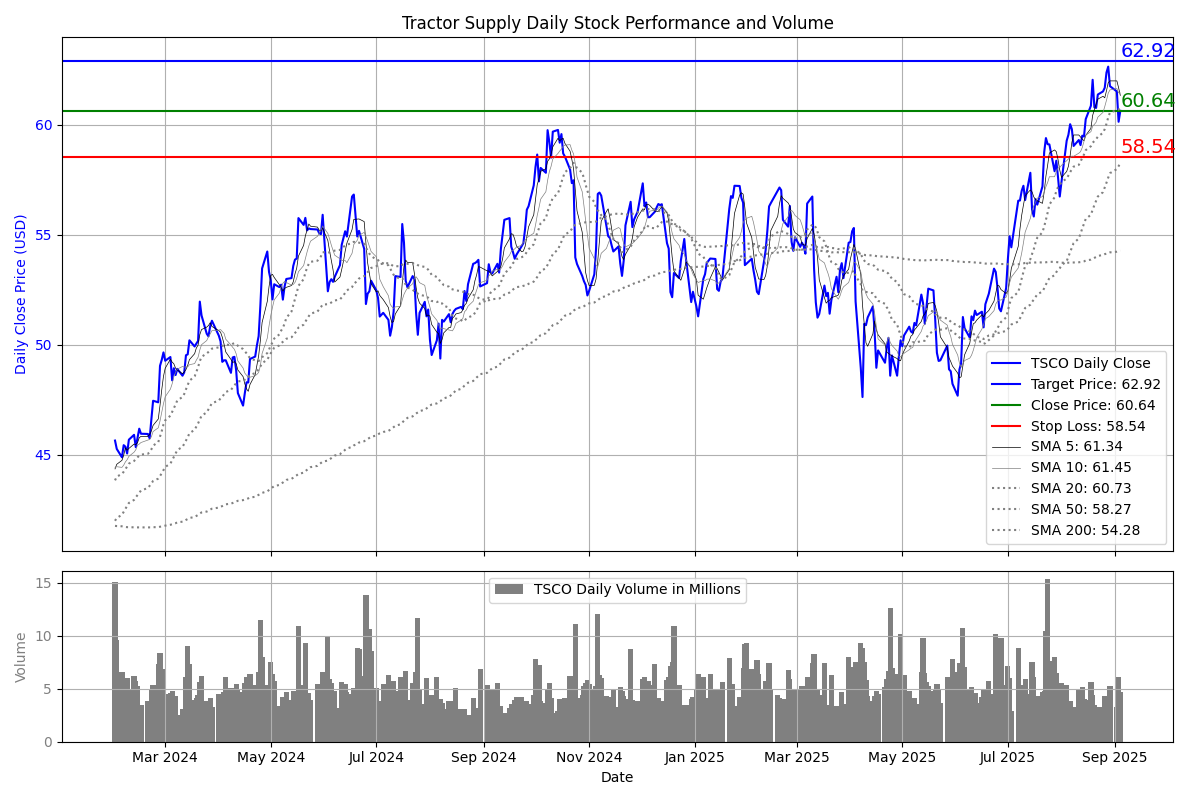 Tractor Supply Daily Stock Performance and Volume
62.92
60.64
58.54
60
55
50
45
Daily Close Price (USD)
TSCO Daily Close
Target Price: 62.92
Close Price: 60.64
Stop Loss: 58.54
SMA 5: 61.34
SMA 10: 61.45
SMA 20: 60.73
SMA 50: 58.27
SMA 200: 54.28
15
10
5
0
Volume
TSCO Daily Volume in Millions
Mar 2024 May 2024 Jul 2024 Sep 2024 Nov 2024 Jan 2025 Mar 2025 May 2025 Jul 2025 Sep 2025
Date